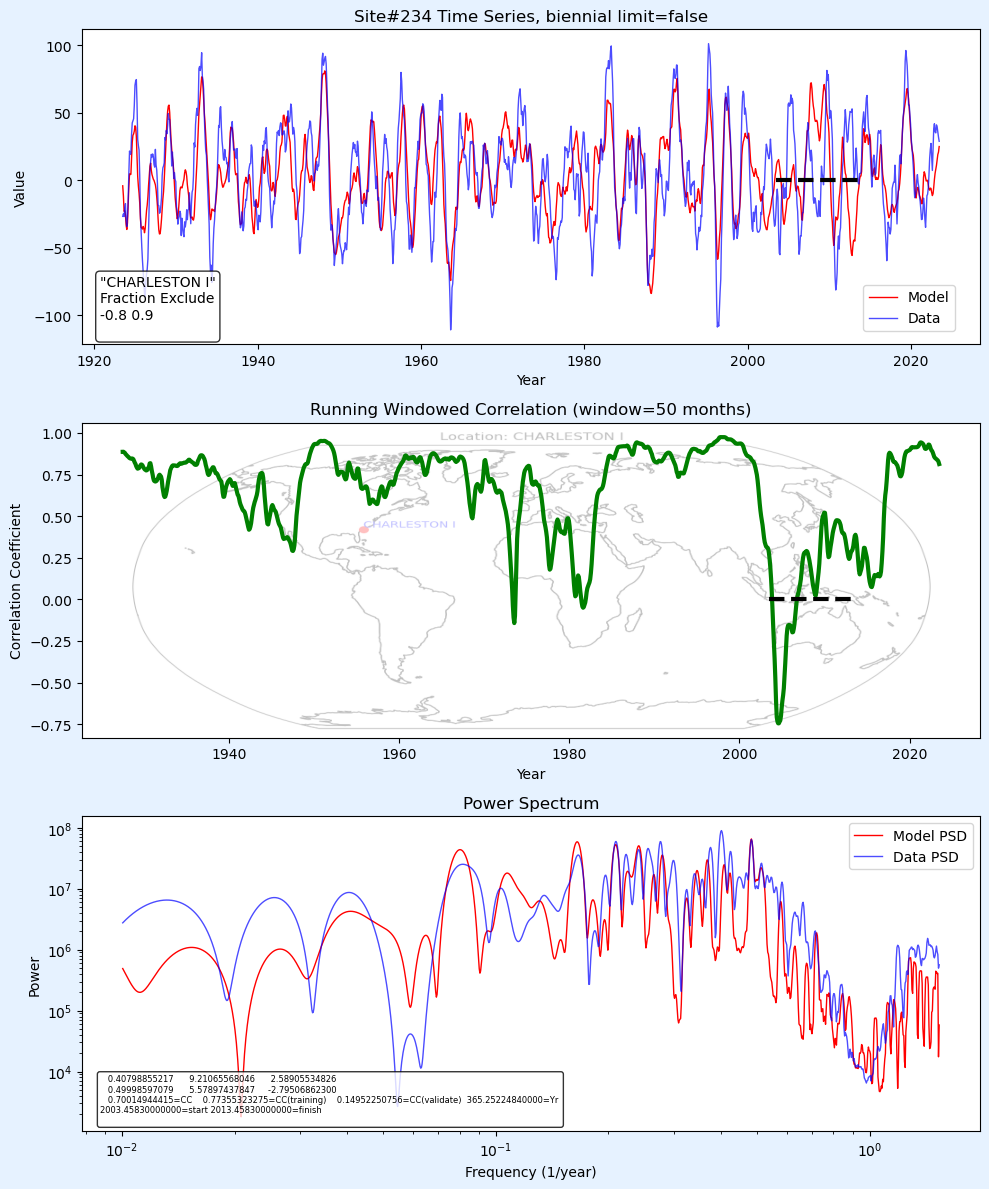 Site#234 Time Series, biennial limit=false
100
50
0
−50
−100
Value
"CHARLESTON I"
Fraction Exclude
-0.8 0.9
Model
Data
1920
1940
1960
1980
2000
2020
Year
Running Windowed Correlation (window=50 months)
Location: CHARLESTON I
CHARLESTON I
1.00
0.75
0.50
0.25
0.00
−0.25
−0.50
−0.75
Correlation Coefficient
1940
1960
1980
2000
2020
Year
Power Spectrum
Model PSD
Data PSD
10^8
10^7
10^6
10^5
10^4
Power
0.40798855217 9.21065568046 2.58905534826
0.49998597079 5.57897437847 -2.79506862300
0.70014944415=CC 0.77355323275=CC(training) 0.14952250756=CC(validate) 365.25224840000=Yr
2003.45830000000=start 2013.45830000000=finish
10^−2
10^−1
10^0
Frequency (1/year)